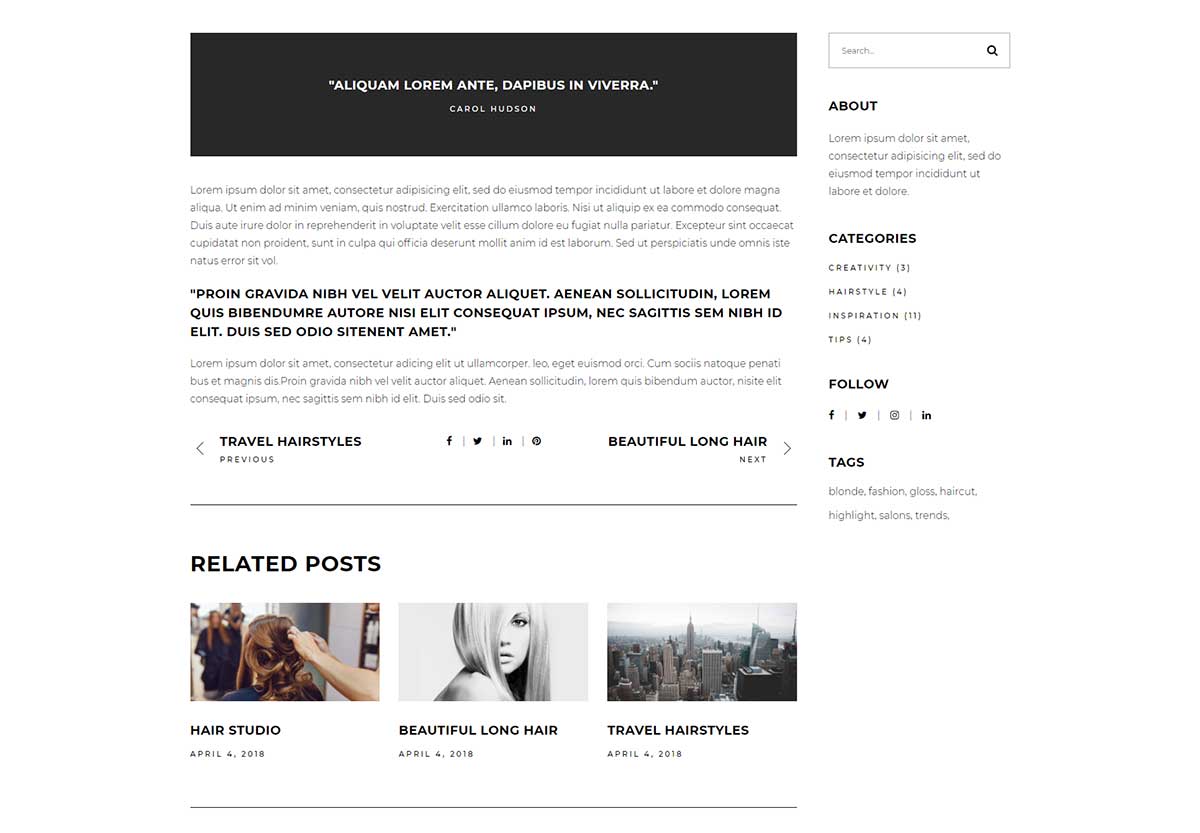 "ALIQUAM LOREM ANTE, DAPIBUS IN VIVERRA."
CAROL HUDSON
Lorem ipsum dolor sit amet, consectetur adipisicing elit, sed do eiusmod tempor incididunt ut labore et dolore magna
aliqua. Ut enim ad minim veniam, quis nostrud. Exercitation ullamco laboris. Nisi ut aliquip ex ea commodo consequat.
Duis aute irure dolor in reprehenderit in voluptate velit esse cillum dolore eu fugiat nulla pariatur. Excepteur sint occaecat
cupidatat non proident, sunt in culpa qui officia deserunt mollit anim id est laborum. Sed ut perspiciatis unde omnis iste
natus error sit vol.
"PROIN GRAVIDA NIBH VEL VELIT AUCTOR ALIQUET. AENEAN SOLLICITUDIN, LOREM
QUIS BIBENDUMRE AUTORE NISI ELIT CONSEQUAT IPSUM, NEC SAGITTIS SEM NIBH ID
ELIT. DUIS SED ODIO SITENENT AMET."
Lorem ipsum dolor sit amet, consectetur adicing elit ut ullamcorper. leo, eget euismod orci. Cum sociis natoque penati
bus et magnis dis.Proin gravida nibh vel velit auctor aliquet. Aenean sollicitudin, lorem quis bibendum auctor, nisite elit
consequat ipsum, nec sagittis sem nibh id elit. Duis sed odio sit.
TRAVEL HAIRSTYLES
PREVIOUS
BEAUTIFUL LONG HAIR
NEXT
RELATED POSTS
HAIR STUDIO
APRIL 4, 2018
BEAUTIFUL LONG HAIR
APRIL 4, 2018
TRAVEL HAIRSTYLES
APRIL 4, 2018
Search...
ABOUT
Lorem ipsum dolor sit amet,
consectetur adipisicing elit, sed do
eiusmod tempor incididunt ut
labore et dolore.
CATEGORIES
CREATIVITY (3)
HAIRSTYLE (4)
INSPIRATION (11)
TIPS (4)
FOLLOW
TAGS
blonde, fashion, gloss, haircut,
highlight, salons, trends,